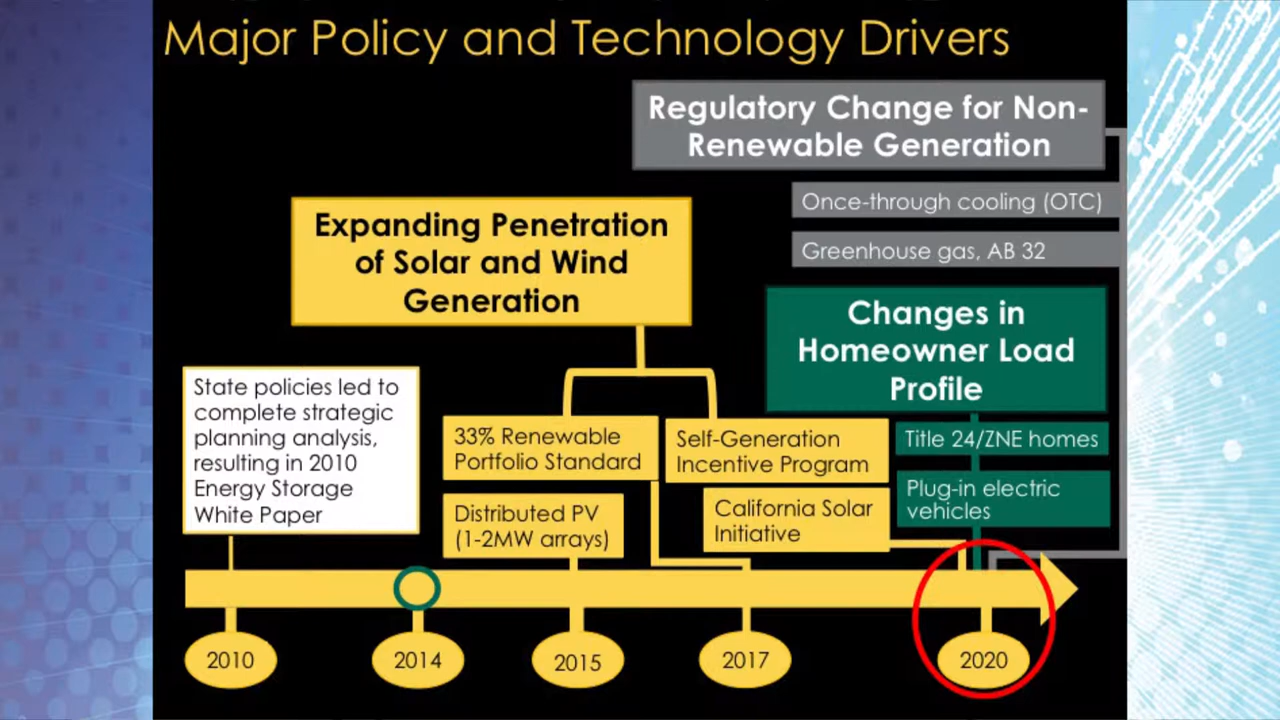 Major Policy and Technology Drivers
Regulatory Change for Non-
Renewable Generation
Once-through cooling (OTC)
Greenhouse gas, AB 32
Expanding Penetration
of Solar and Wind
Generation
Changes in
Homeowner Load
Profile
State policies led to
complete strategic
planning analysis,
resulting in 2010
Energy Storage
White Paper
33% Renewable
Portfolio Standard
Distributed PV
(1-2MW arrays)
Self-Generation
Incentive Program
California Solar
Initiative
Title 24/ZNE homes
Plug-in electric
vehicles
2010
2014
2015
2017
2020